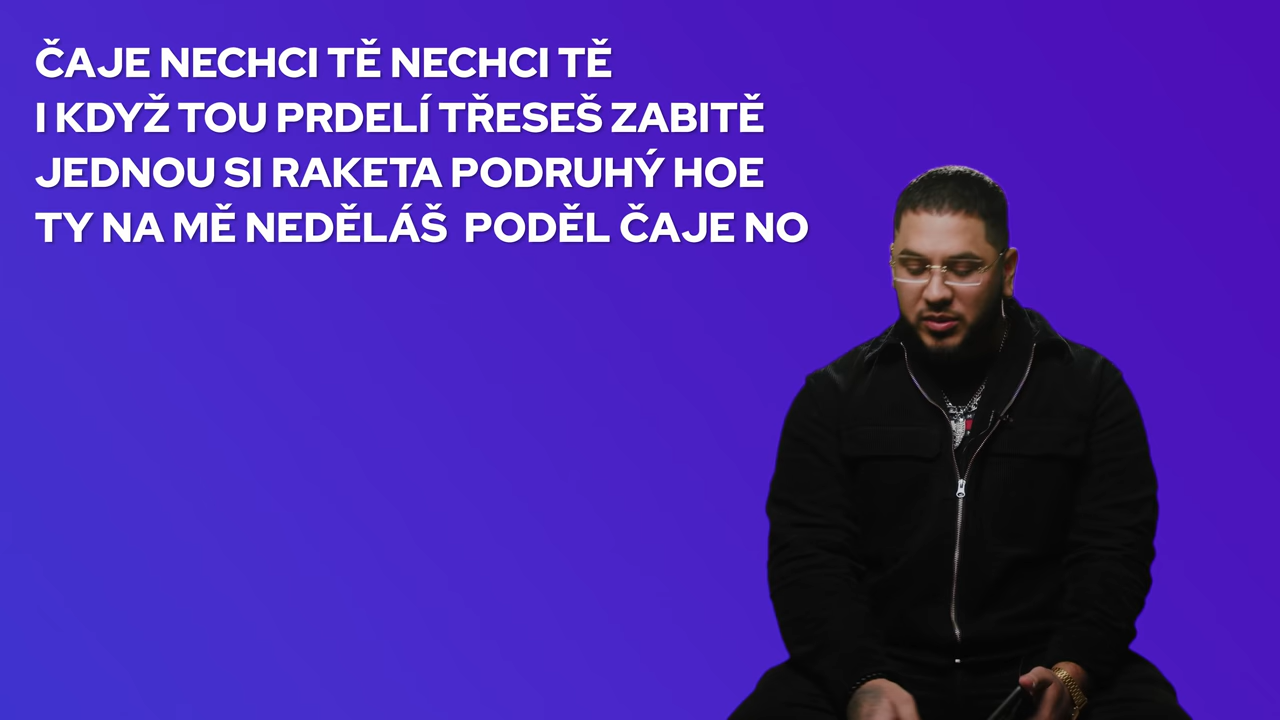 ČAJE NECHCI TĚ NECHCI TĚ
I KDYŽ TOU PRDELÍ TŘESEŠ ZABITĚ
JEDNOU SI RAKETA PODRUHÝ HOE
TY NA MĚ NEDĚLÁŠ  PODĚL ČAJE NO